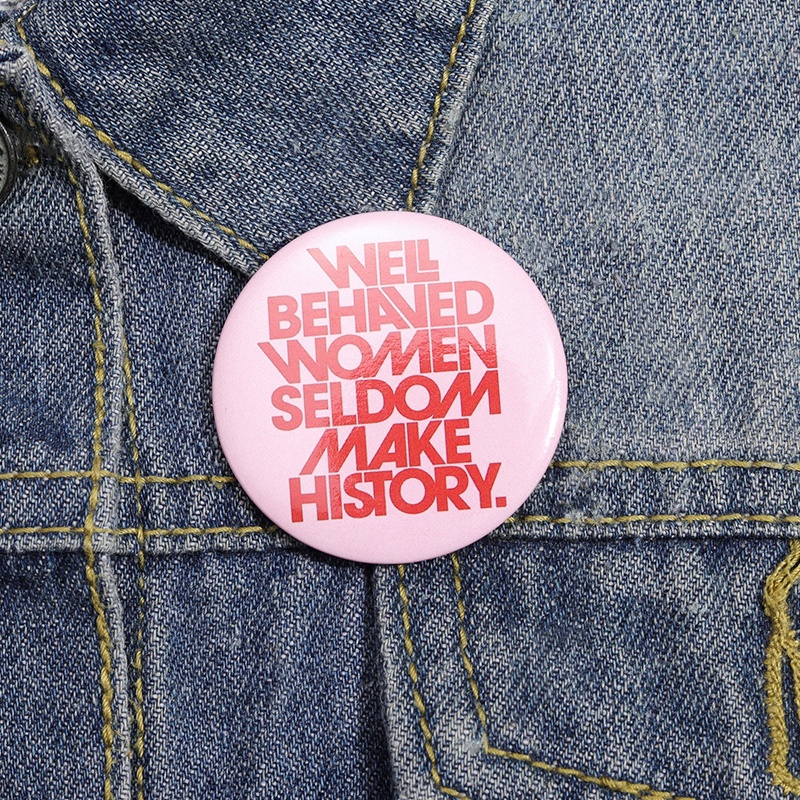 WELL
BEHAVED
WOMEN
SELDOM
MAKE
HISTORY.